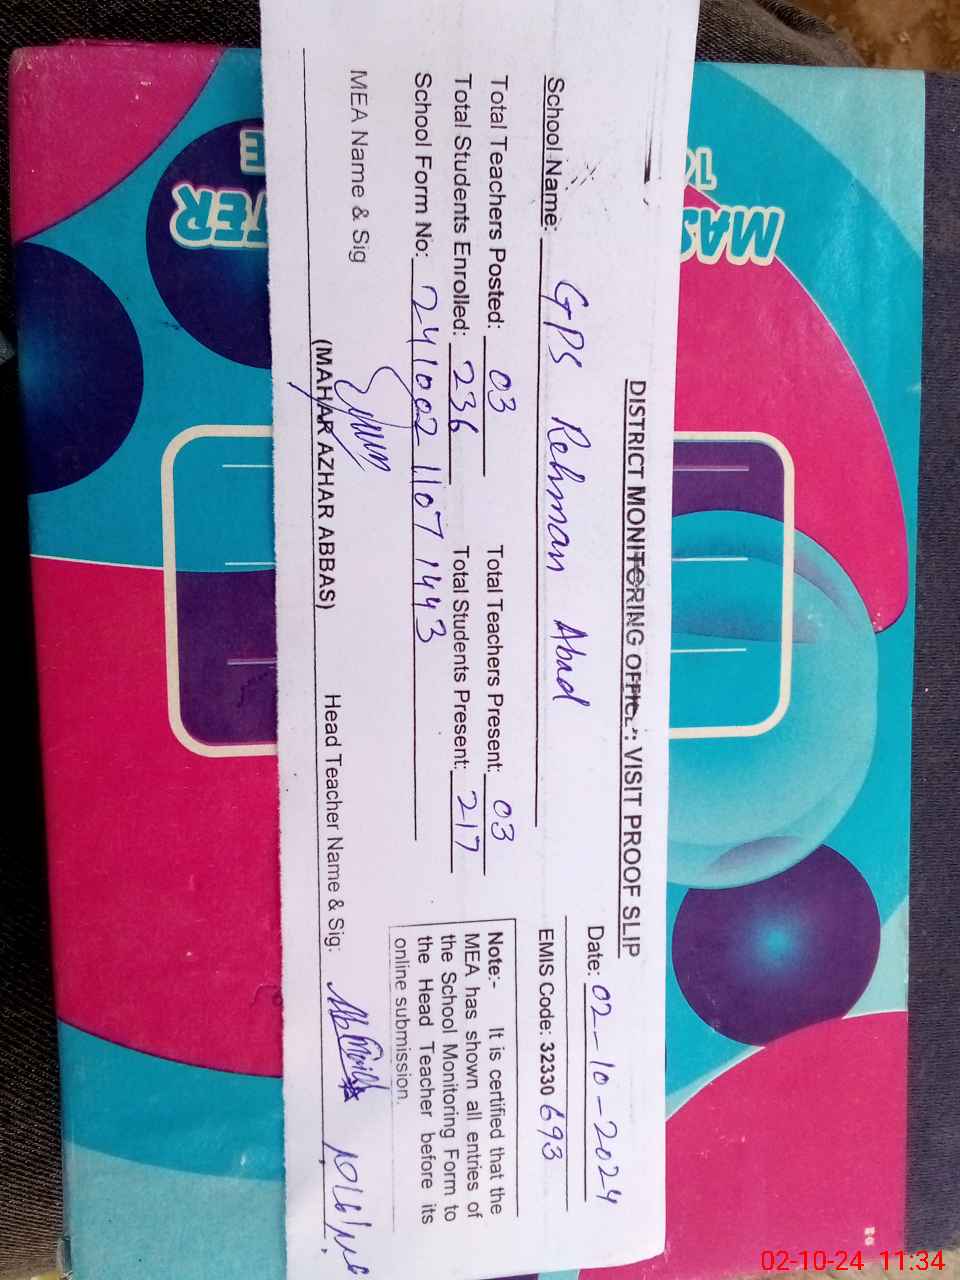 DISTRICT MONITORING OFFICE: VISIT PROOF SLIP
Date: 02-10-2024
School Name: GPS Rehman Abad
EMIS Code: 32330 693
Total Teachers Posted: 03 Total Teachers Present: 03
Total Students Enrolled: 236 Total Students Present: 217
School Form No: 241002 1107 1443
Note:- It is certified that the
MEA has shown all entries of
the School Monitoring Form to
the Head Teacher before its
online submission.
MEA Name & Sig
(MAHAR AZHAR ABBAS)
Head Teacher Name & Sig:
02-10-24 11:34